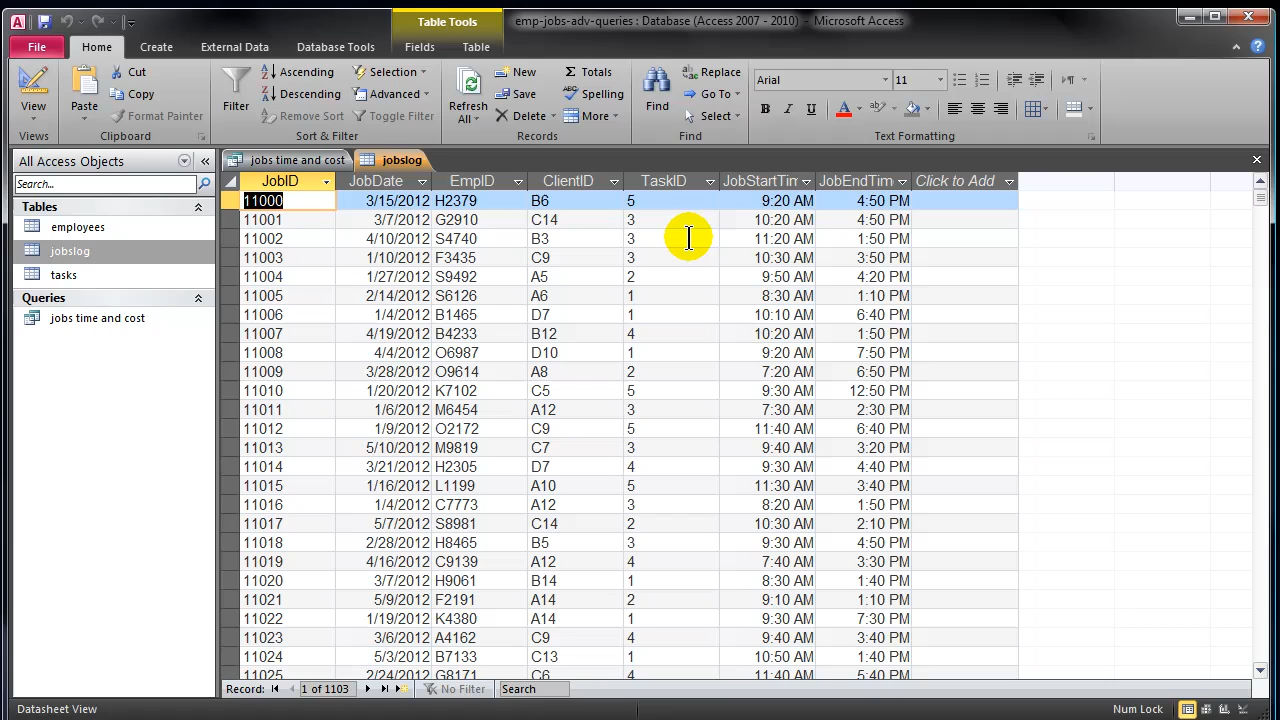 Table Tools
emp-jobs-adv-queries : Database (Access 2007 - 2010) - Microsoft Access
File Home Create External Data Database Tools Fields Table
View
Views
Paste
Cut
Copy
Format Painter
Clipboard
Filter
Ascending
Descending
Remove Sort
Selection
Advanced
Toggle Filter
Sort & Filter
Refresh All
New
Save
Delete
Totals
Spelling
More
Records
Find
Replace
Go To
Select
Find
Arial 11
B I U A ab
Text Formatting
All Access Objects
Search...
Tables
employees
jobslog
tasks
Queries
jobs time and cost
jobs time and cost jobslog
JobID JobDate EmpID ClientID TaskID JobStartTim JobEndTime Click to Add
11000 3/15/2012 H2379 B6 5 9:20 AM 4:50 PM
11001 3/7/2012 G2910 C14 3 10:20 AM 4:50 PM
11002 4/10/2012 S4740 B3 3 11:20 AM 1:50 PM
11003 1/10/2012 F3435 C9 3 10:30 AM 3:50 PM
11004 1/27/2012 S9492 A5 2 9:50 AM 4:20 PM
11005 2/14/2012 S6126 A6 1 8:30 AM 1:10 PM
11006 1/4/2012 B1465 D7 1 10:10 AM 6:40 PM
11007 4/19/2012 B4233 B12 4 10:20 AM 1:50 PM
11008 4/4/2012 O6987 D10 1 9:20 AM 7:50 PM
11009 3/28/2012 O9614 A8 2 7:20 AM 6:50 PM
11010 1/20/2012 K7102 C5 5 9:30 AM 12:50 PM
11011 1/6/2012 M6454 A12 3 7:30 AM 2:30 PM
11012 1/9/2012 O2172 C9 5 11:40 AM 6:40 PM
11013 5/10/2012 M9819 C7 3 9:40 AM 3:20 PM
11014 3/21/2012 H2305 D7 4 9:30 AM 4:40 PM
11015 1/16/2012 L1199 A10 5 11:30 AM 3:40 PM
11016 1/4/2012 C7773 A12 3 8:20 AM 1:50 PM
11017 5/7/2012 S8981 C14 2 10:30 AM 2:10 PM
11018 2/28/2012 H8465 B5 3 9:30 AM 4:50 PM
11019 4/16/2012 C9139 A12 4 7:40 AM 3:30 PM
11020 3/7/2012 H9061 B14 1 8:30 AM 1:40 PM
11021 5/9/2012 F2191 A14 2 9:10 AM 1:10 PM
11022 1/19/2012 K4380 A14 1 9:30 AM 7:30 PM
11023 3/6/2012 A4162 C9 4 9:40 AM 3:40 PM
11024 5/3/2012 B7133 C13 1 10:50 AM 1:40 PM
11025 2/24/2012 G8171 C6 4 11:40 AM 5:40 PM
Record: 1 of 1103 No Filter Search
Datasheet View Num Lock